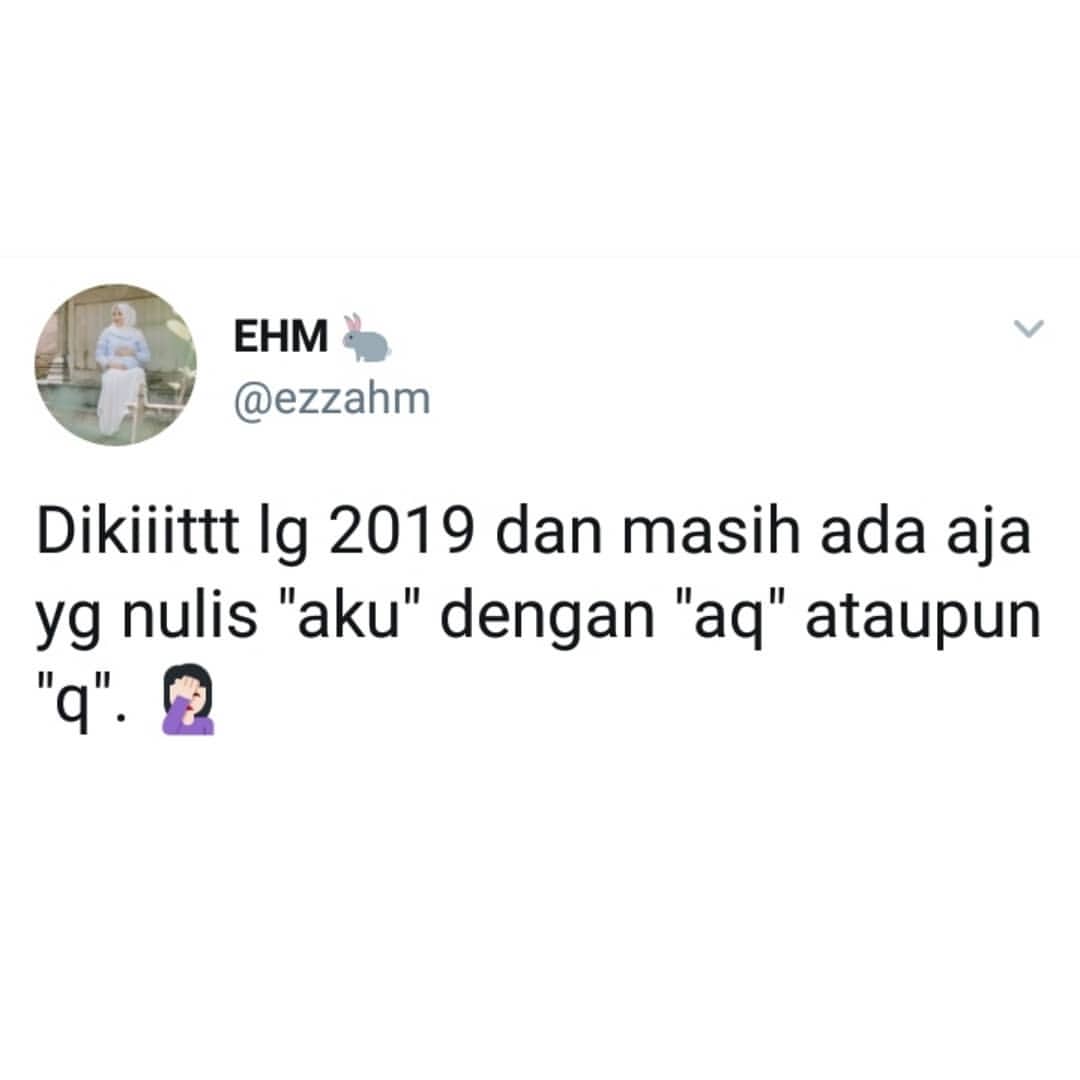 EHM 🐇
@ezzahm
Dikiiittt lg 2019 dan masih ada aja
yg nulis "aku" dengan "aq" ataupun
"q". 🤦🏻‍♀️